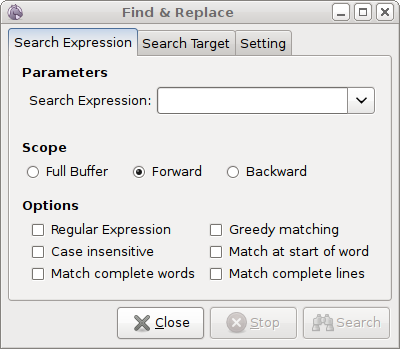 Find & Replace
Search Expression Search Target Setting
Parameters
Search Expression:
Scope
Full Buffer Forward Backward
Options
Regular Expression Greedy matching
Case insensitive Match at start of word
Match complete words Match complete lines
Close Stop Search